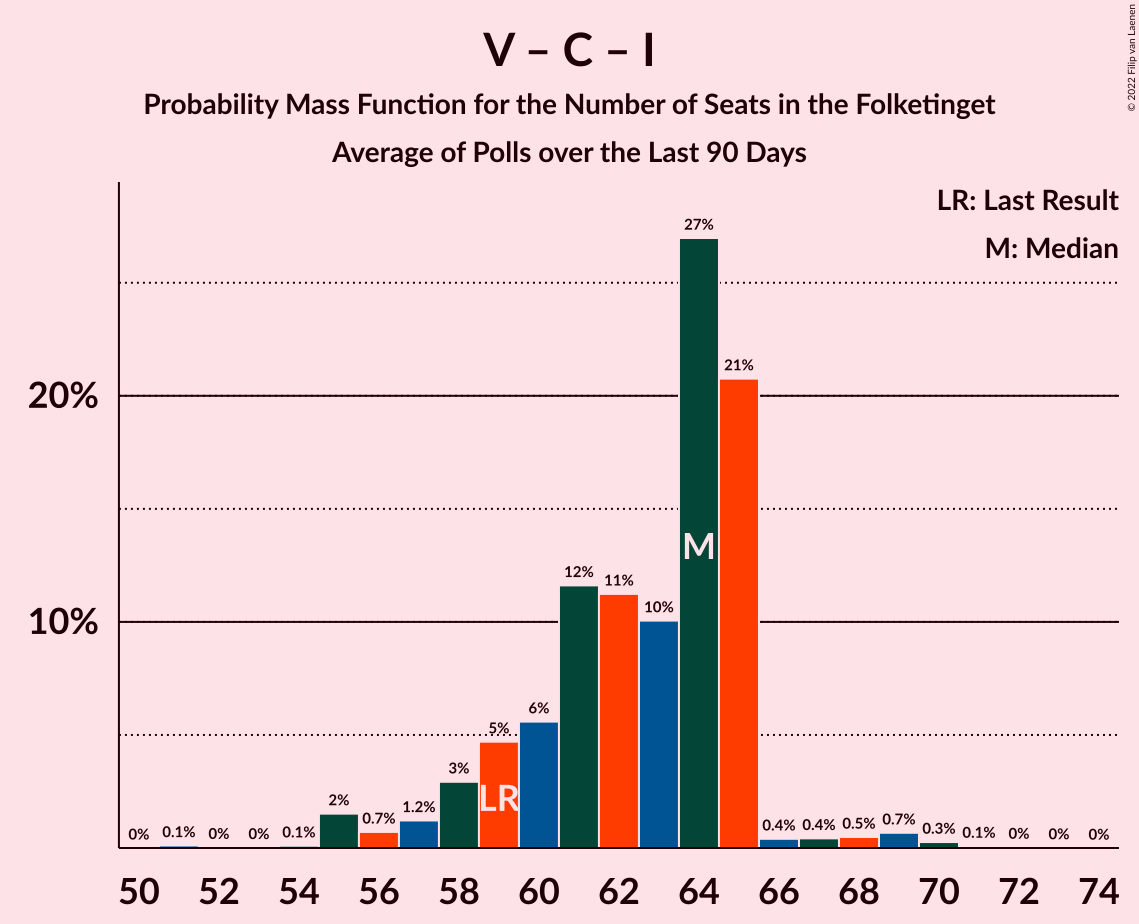 V – C – I
Probability Mass Function for the Number of Seats in the Folketinget
Average of Polls over the Last 90 Days
© 2022 Filip van Laenen
LR: Last Result
M: Median
20%
10%
0% 0.1% 0% 0% 0.1% 2% 0.7% 1.2% 3% 5% 6% 12% 11% 10% 27% 21% 0.4% 0.4% 0.5% 0.7% 0.3% 0.1% 0% 0% 0%
LR
M
50 52 54 56 58 60 62 64 66 68 70 72 74